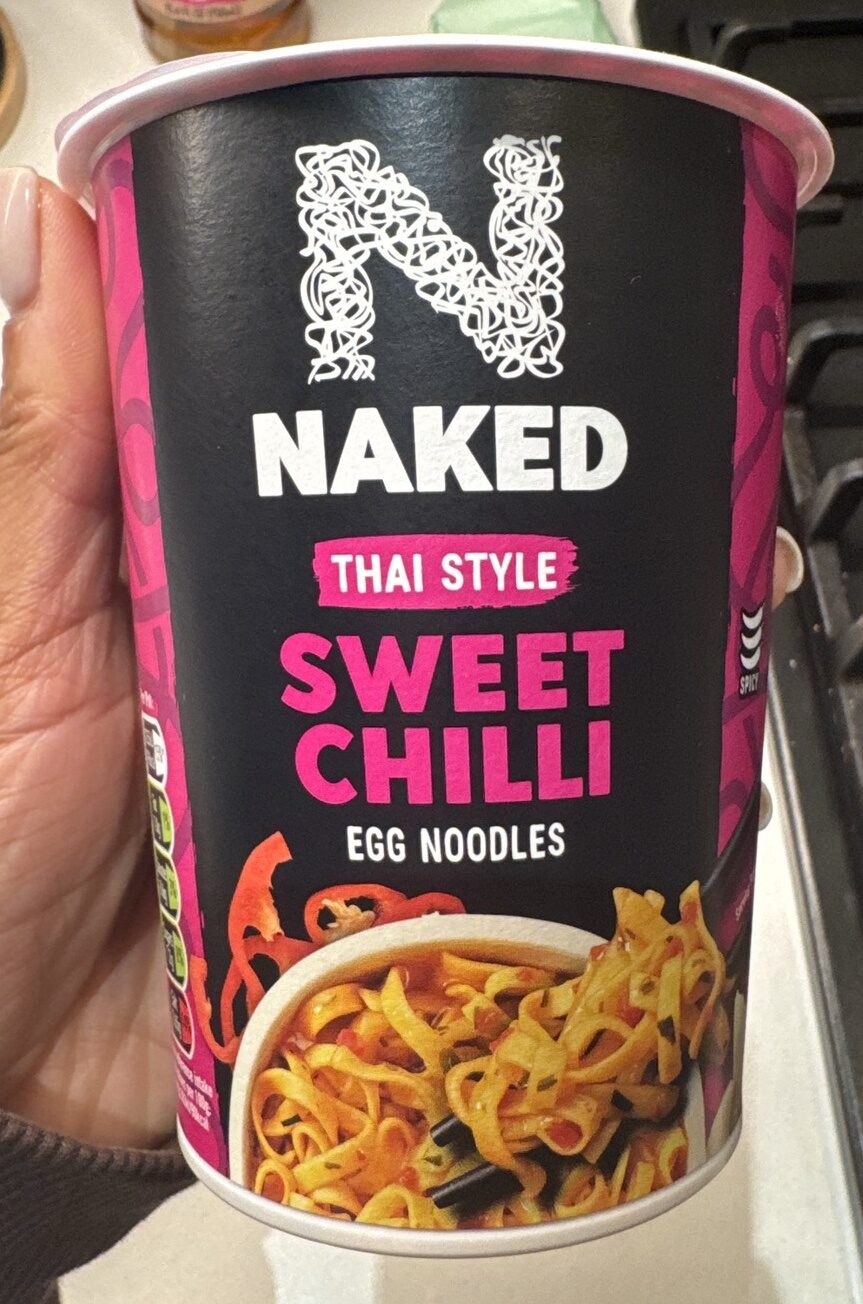 N
NAKED
THAI STYLE
SWEET
CHILLI
EGG NOODLES
SPICY